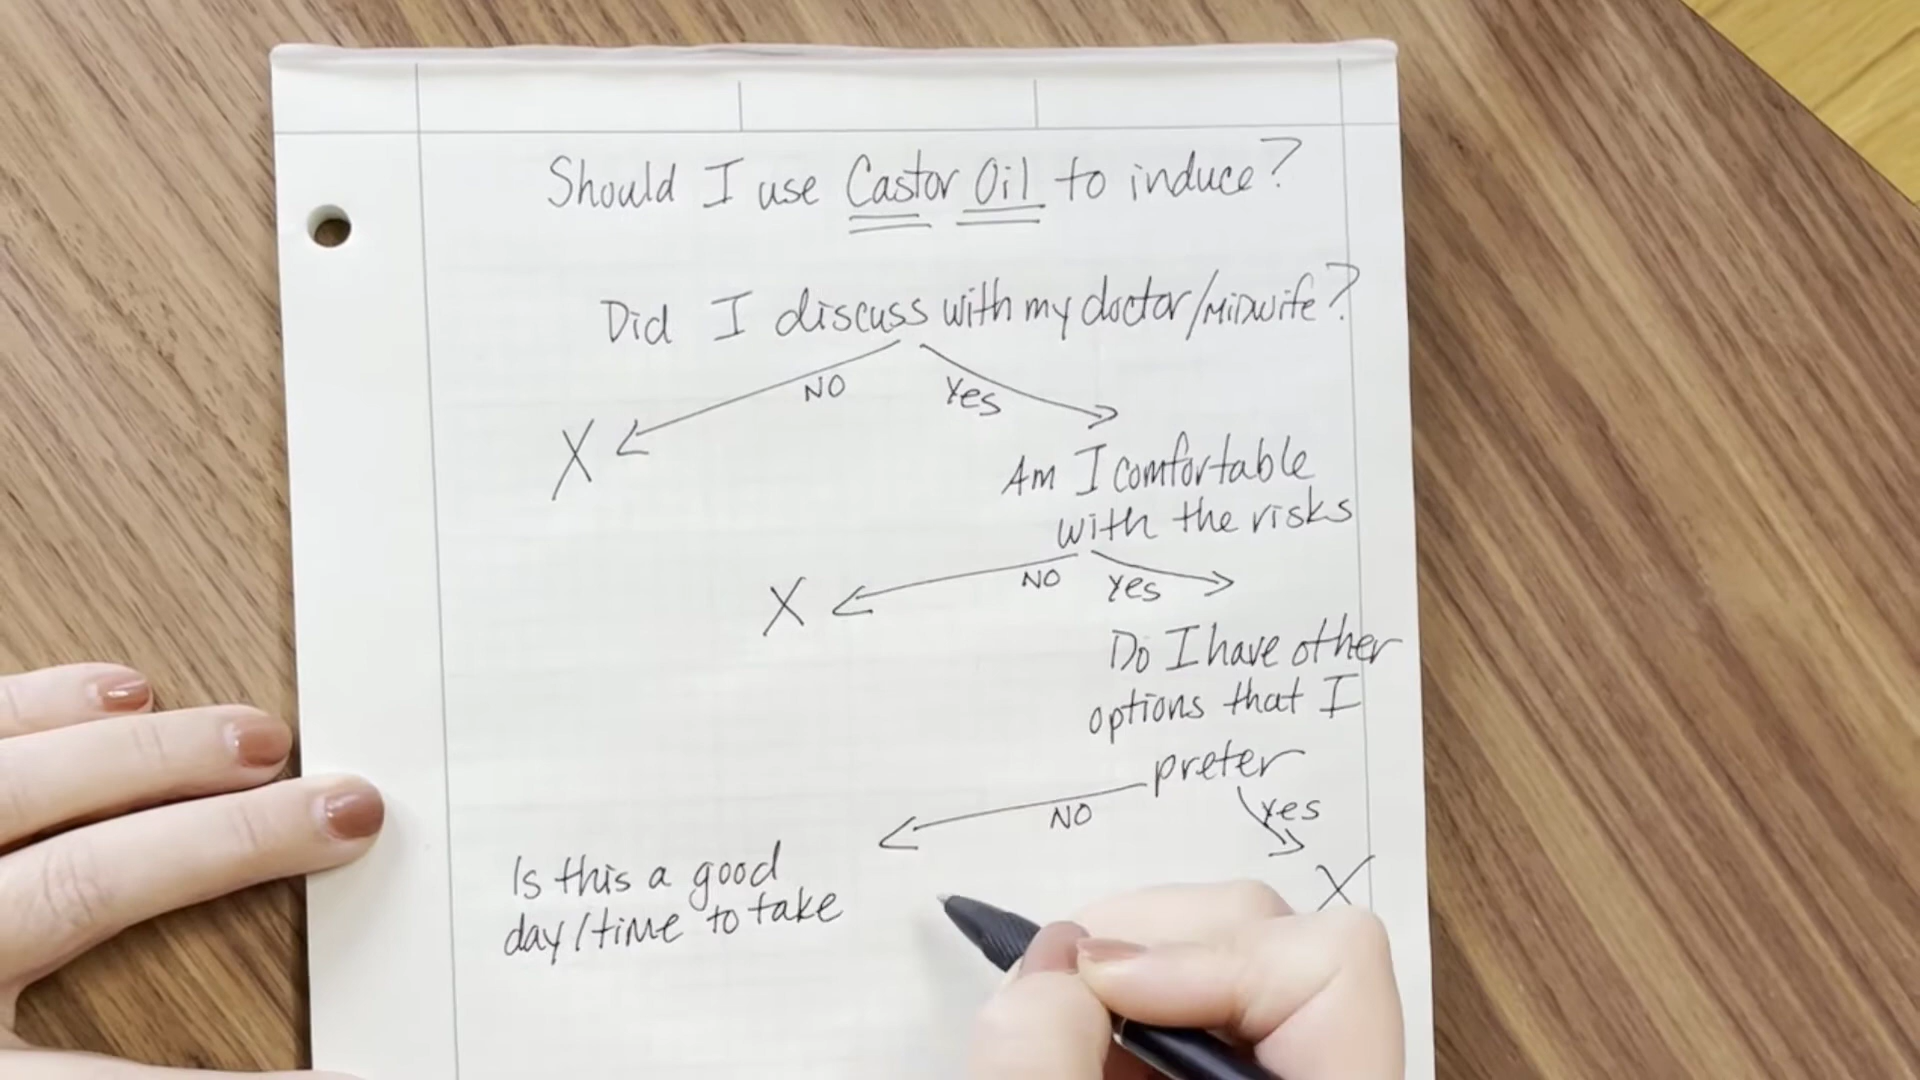 Should I use Castor Oil to induce?
Did I discuss with my doctor/MIDwife?
NO Yes
X
Am I comfortable
with the risks
NO Yes
X
Do I have other
options that I
prefer
NO Yes
X
Is this a good
day/time to take